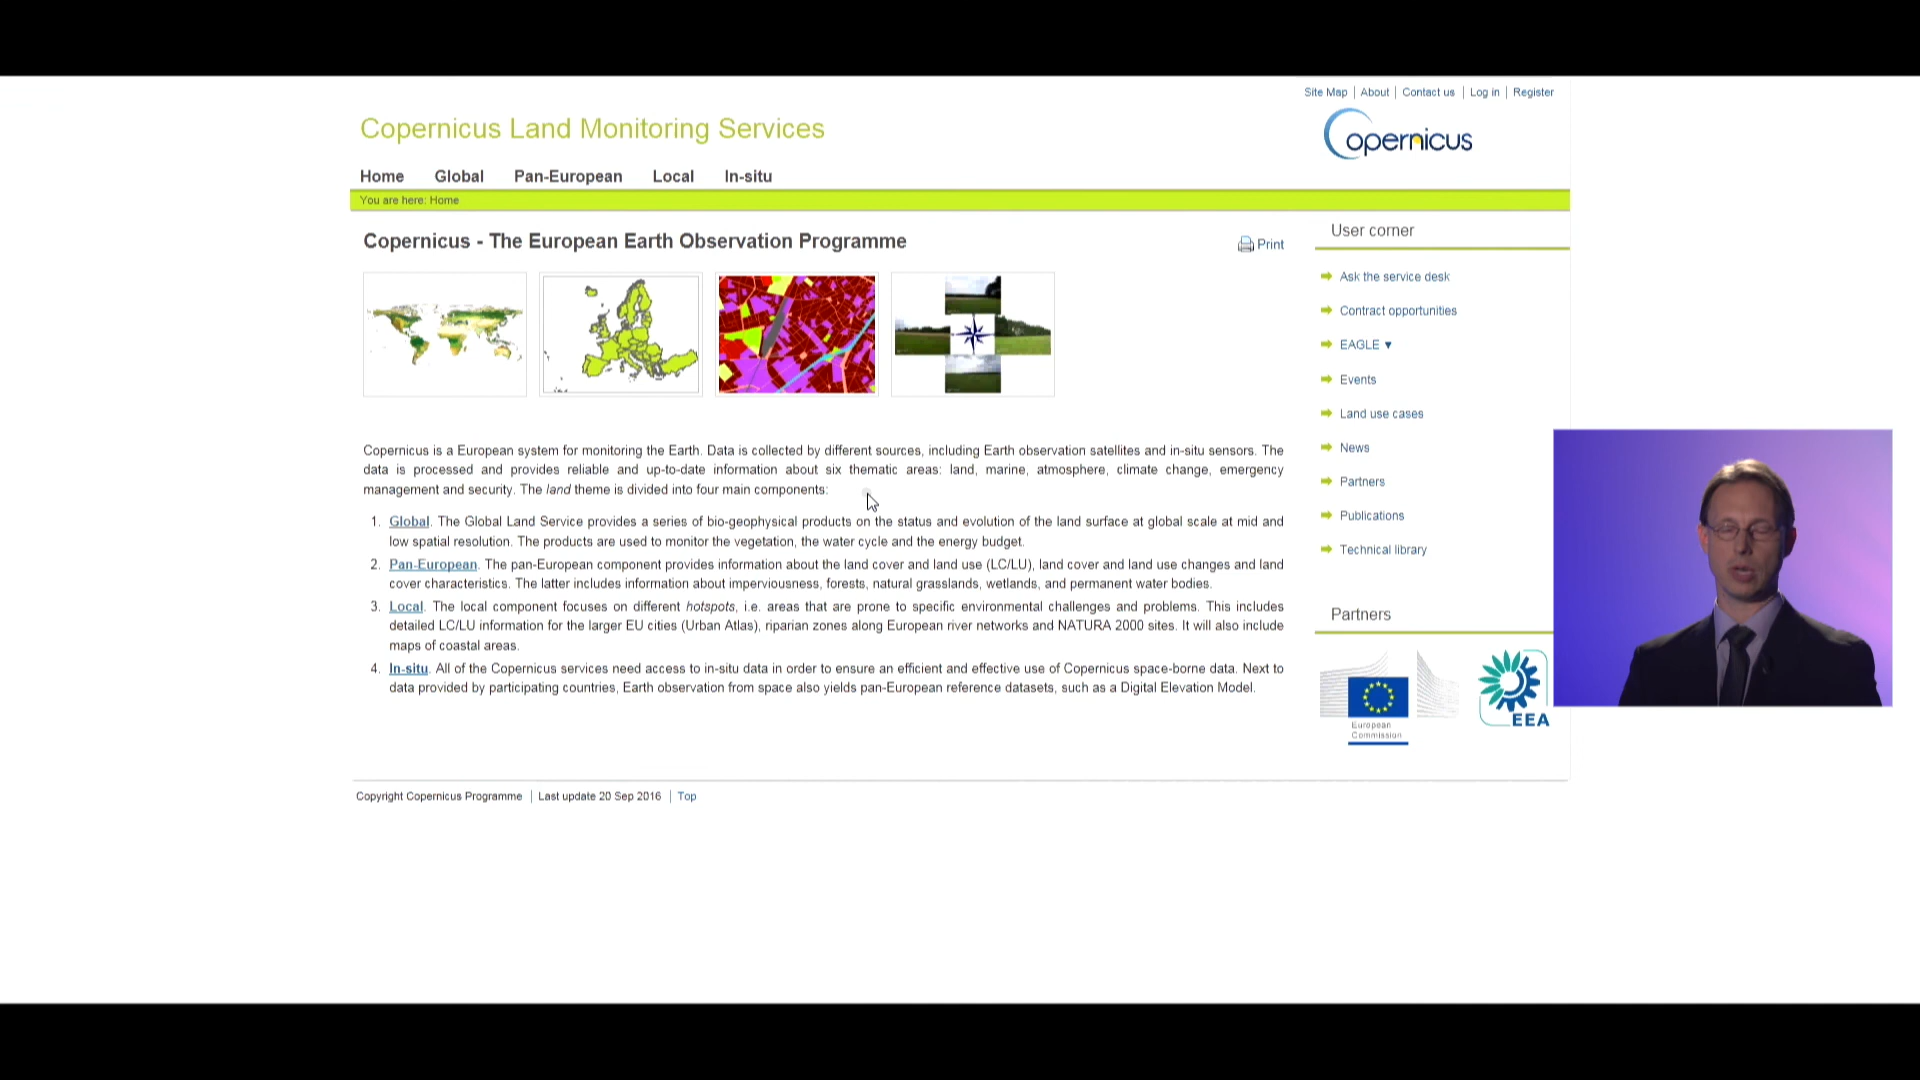 Site Map | About | Contact us | Log in | Register
Copernicus Land Monitoring Services
Copernicus
Home Global Pan-European Local In-situ
You are here: Home
Copernicus - The European Earth Observation Programme
Print
Copernicus is a European system for monitoring the Earth. Data is collected by different sources, including Earth observation satellites and in-situ sensors. The
data is processed and provides reliable and up-to-date information about six thematic areas: land, marine, atmosphere, climate change, emergency
management and security. The land theme is divided into four main components:
1. Global. The Global Land Service provides a series of bio-geophysical products on the status and evolution of the land surface at global scale at mid and
low spatial resolution. The products are used to monitor the vegetation, the water cycle and the energy budget.
2. Pan-European. The pan-European component provides information about the land cover and land use (LC/LU), land cover and land use changes and land
cover characteristics. The latter includes information about imperviousness, forests, natural grasslands, wetlands, and permanent water bodies.
3. Local. The local component focuses on different hotspots, i.e. areas that are prone to specific environmental challenges and problems. This includes
detailed LC/LU information for the larger EU cities (Urban Atlas), riparian zones along European river networks and NATURA 2000 sites. It will also include
maps of coastal areas.
4. In-situ. All of the Copernicus services need access to in-situ data in order to ensure an efficient and effective use of Copernicus space-borne data. Next to
data provided by participating countries, Earth observation from space also yields pan-European reference datasets, such as a Digital Elevation Model.
User corner
Ask the service desk
Contract opportunities
EAGLE ▼
Events
Land use cases
News
Partners
Publications
Technical library
Partners
European
Commission
EEA
Copyright Copernicus Programme | Last update 20 Sep 2016 | Top